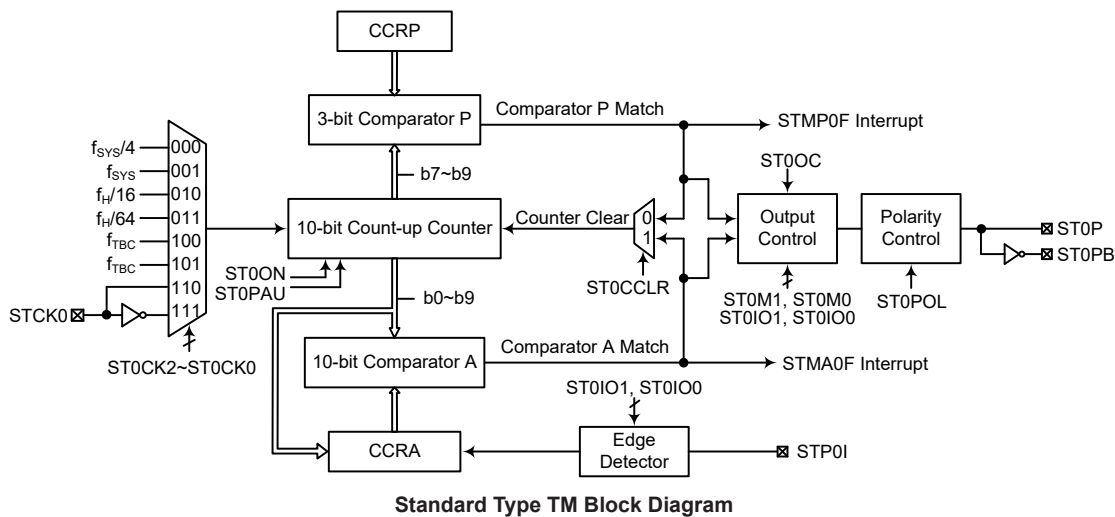 CCRP
3-bit Comparator P
Comparator P Match
STMP0F Interrupt
fSYS/4
000
fSYS
001
fH/16
010
fH/64
011
fTBC
100
fTBC
101
110
111
STCK0
ST0CK2~ST0CK0
b7~b9
10-bit Count-up Counter
Counter Clear
0
1
ST0CCLR
ST0ON
ST0PAU
b0~b9
ST0OC
Output
Control
ST0M1, ST0M0
ST0IO1, ST0IO0
Polarity
Control
ST0POL
ST0P
ST0PB
10-bit Comparator A
Comparator A Match
STMA0F Interrupt
ST0IO1, ST0IO0
CCRA
Edge
Detector
STP0I
Standard Type TM Block Diagram